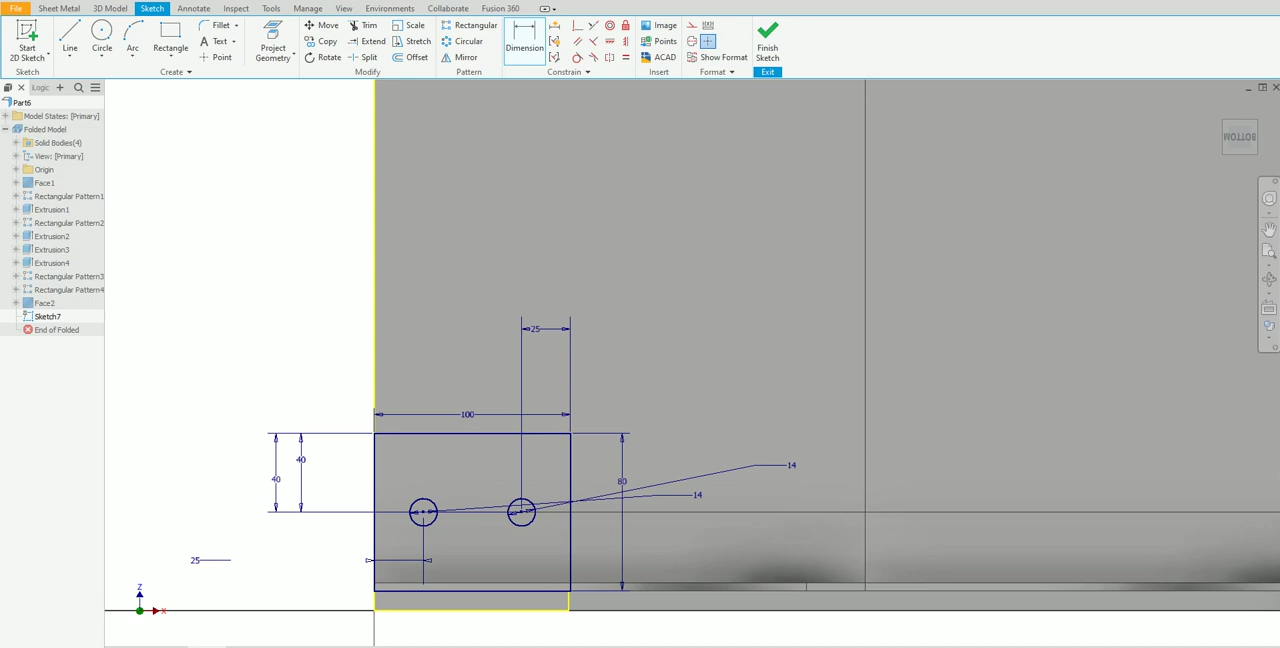 File Sheet Metal 3D Model Sketch Annotate Inspect Tools Manage View Environments Collaborate Fusion 360
Start
2D Sketch
Line
Circle
Arc
Rectangle
Fillet
Text
Point
Project
Geometry
Move
Copy
Rotate
Trim
Extend
Split
Scale
Stretch
Offset
Rectangular
Circular
Mirror
Dimension
Image
Points
ACAD
Show Format
Finish
Sketch
Sketch
Create
Modify
Pattern
Constrain
Insert
Format
Exit
iLogic
Part6
Model States: [Primary]
Folded Model
Solid Bodies(4)
View: [Primary]
Origin
Face1
Rectangular Pattern1
Extrusion1
Rectangular Pattern2
Extrusion2
Extrusion3
Extrusion4
Rectangular Pattern3
Rectangular Pattern4
Face2
Sketch7
End of Folded
BOTTOM
25
100
40
40
80
14
14
25
Z
X